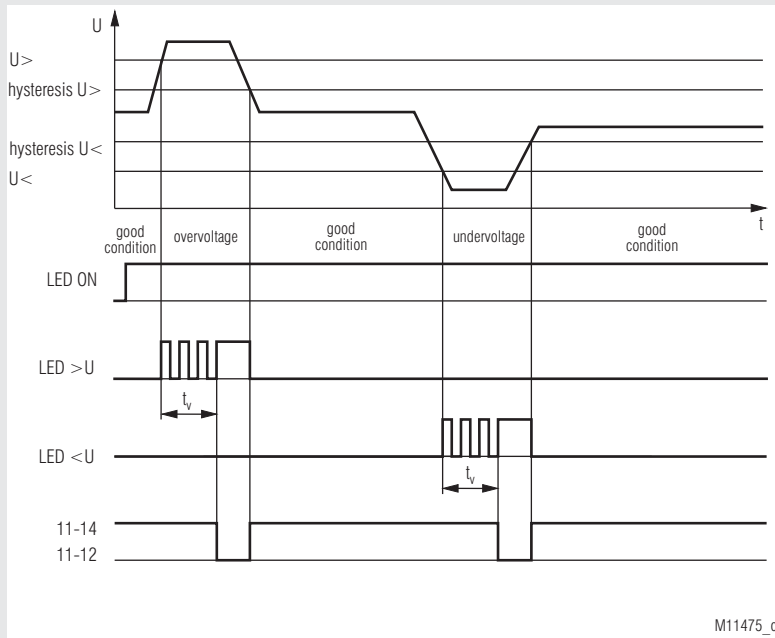 U
U>
hysteresis U>
hysteresis U<
U<
t
good
condition
overvoltage
good
condition
undervoltage
good
condition
LED ON
LED >U
tv
LED <U
tv
11-14
11-12